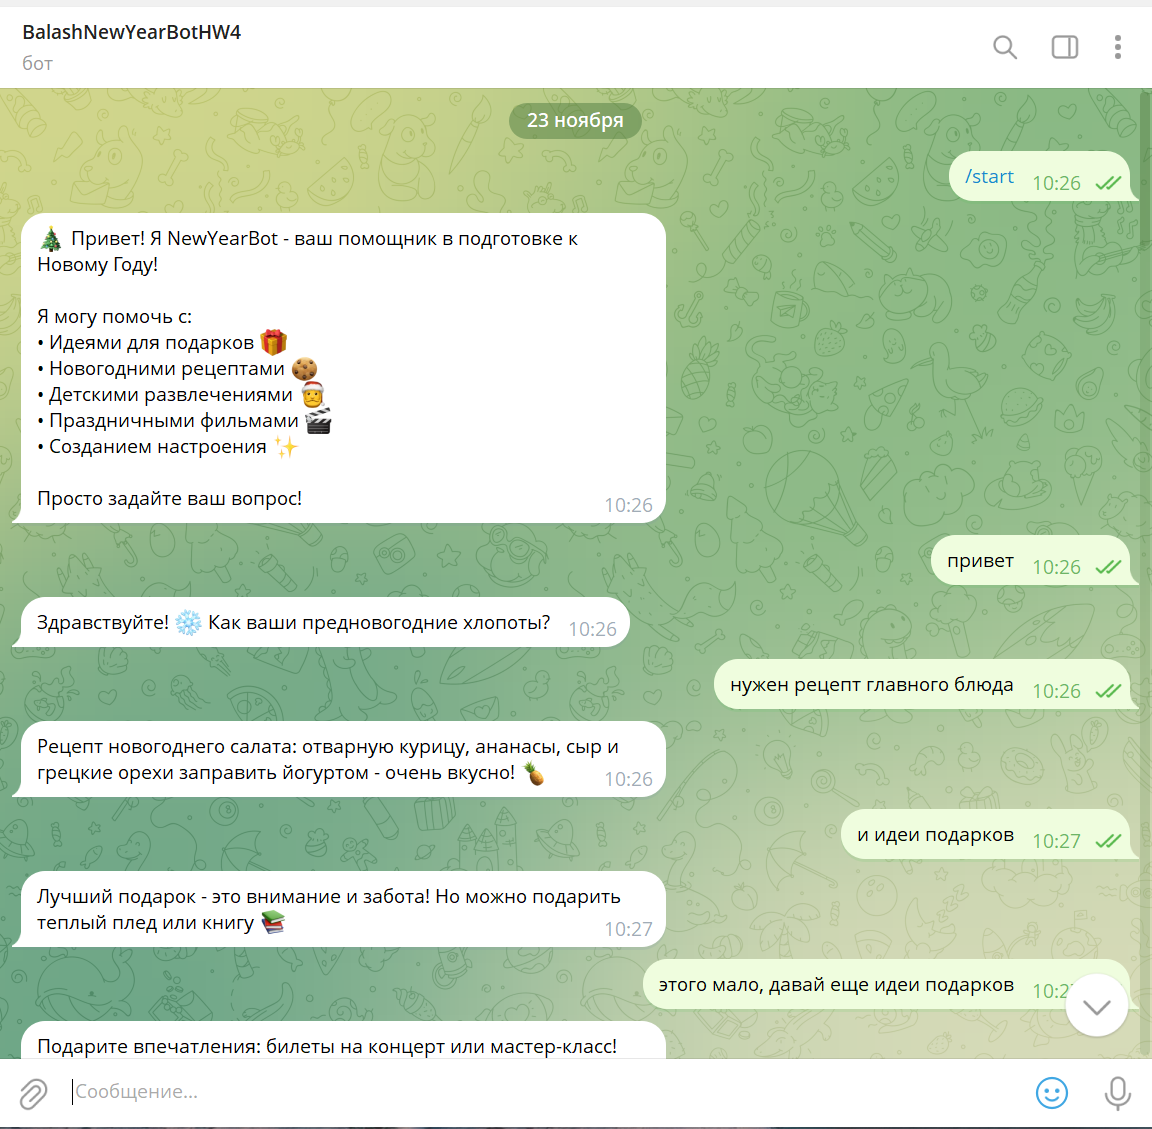 BalashNewYearBotHW4
бот
23 ноября
/start 10:26
🎄 Привет! Я NewYearBot - ваш помощник в подготовке к
Новому Году!
Я могу помочь с:
• Идеями для подарков 🎁
• Новогодними рецептами 🍪
• Детскими развлечениями 🎅
• Праздничными фильмами 🎬
• Созданием настроения ✨
Просто задайте ваш вопрос! 10:26
привет 10:26
Здравствуйте! ❄️ Как ваши предновогодние хлопоты? 10:26
нужен рецепт главного блюда 10:26
Рецепт новогоднего салата: отварную курицу, ананасы, сыр и
грецкие орехи заправить йогуртом - очень вкусно! 🍍 10:26
и идеи подарков 10:27
Лучший подарок - это внимание и забота! Но можно подарить
теплый плед или книгу 📚 10:27
этого мало, давай еще идеи подарков
Подарите впечатления: билеты на концерт или мастер-класс!
Сообщение...